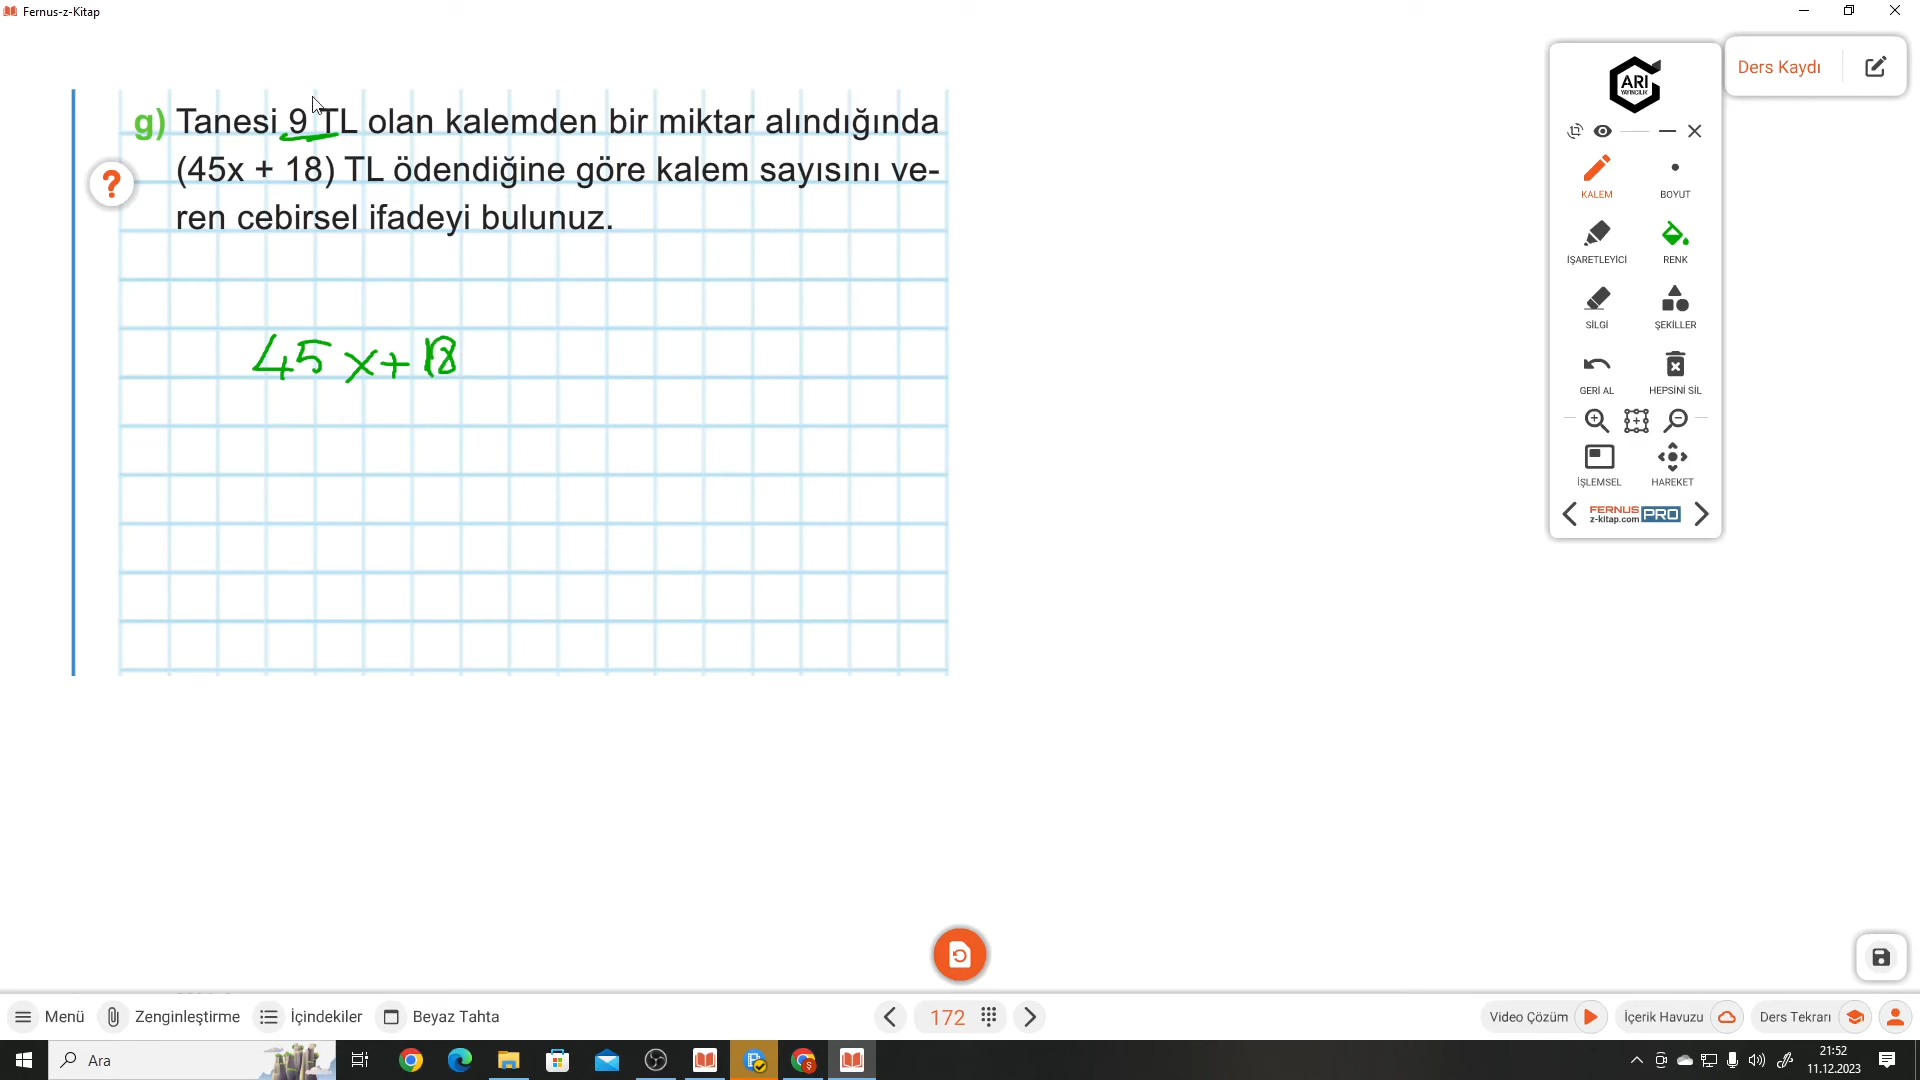 Fernus-z-Kitap
Ders Kaydı
ARI
YAYINCILIK
g) Tanesi 9 TL olan kalemden bir miktar alındığında
(45x + 18) TL ödendiğine göre kalem sayısını ve-
ren cebirsel ifadeyi bulunuz.
?
45x+18
KALEM
BOYUT
İŞARETLEYİCİ
RENK
SİLGİ
ŞEKİLLER
GERİ AL
HEPSİNİ SİL
İŞLEMSEL
HAREKET
FERNUS
z-kitap.com PRO
Menü
Zenginleştirme
İçindekiler
Beyaz Tahta
172
Video Çözüm
İçerik Havuzu
Ders Tekrarı
Ara
21:52
11.12.2023